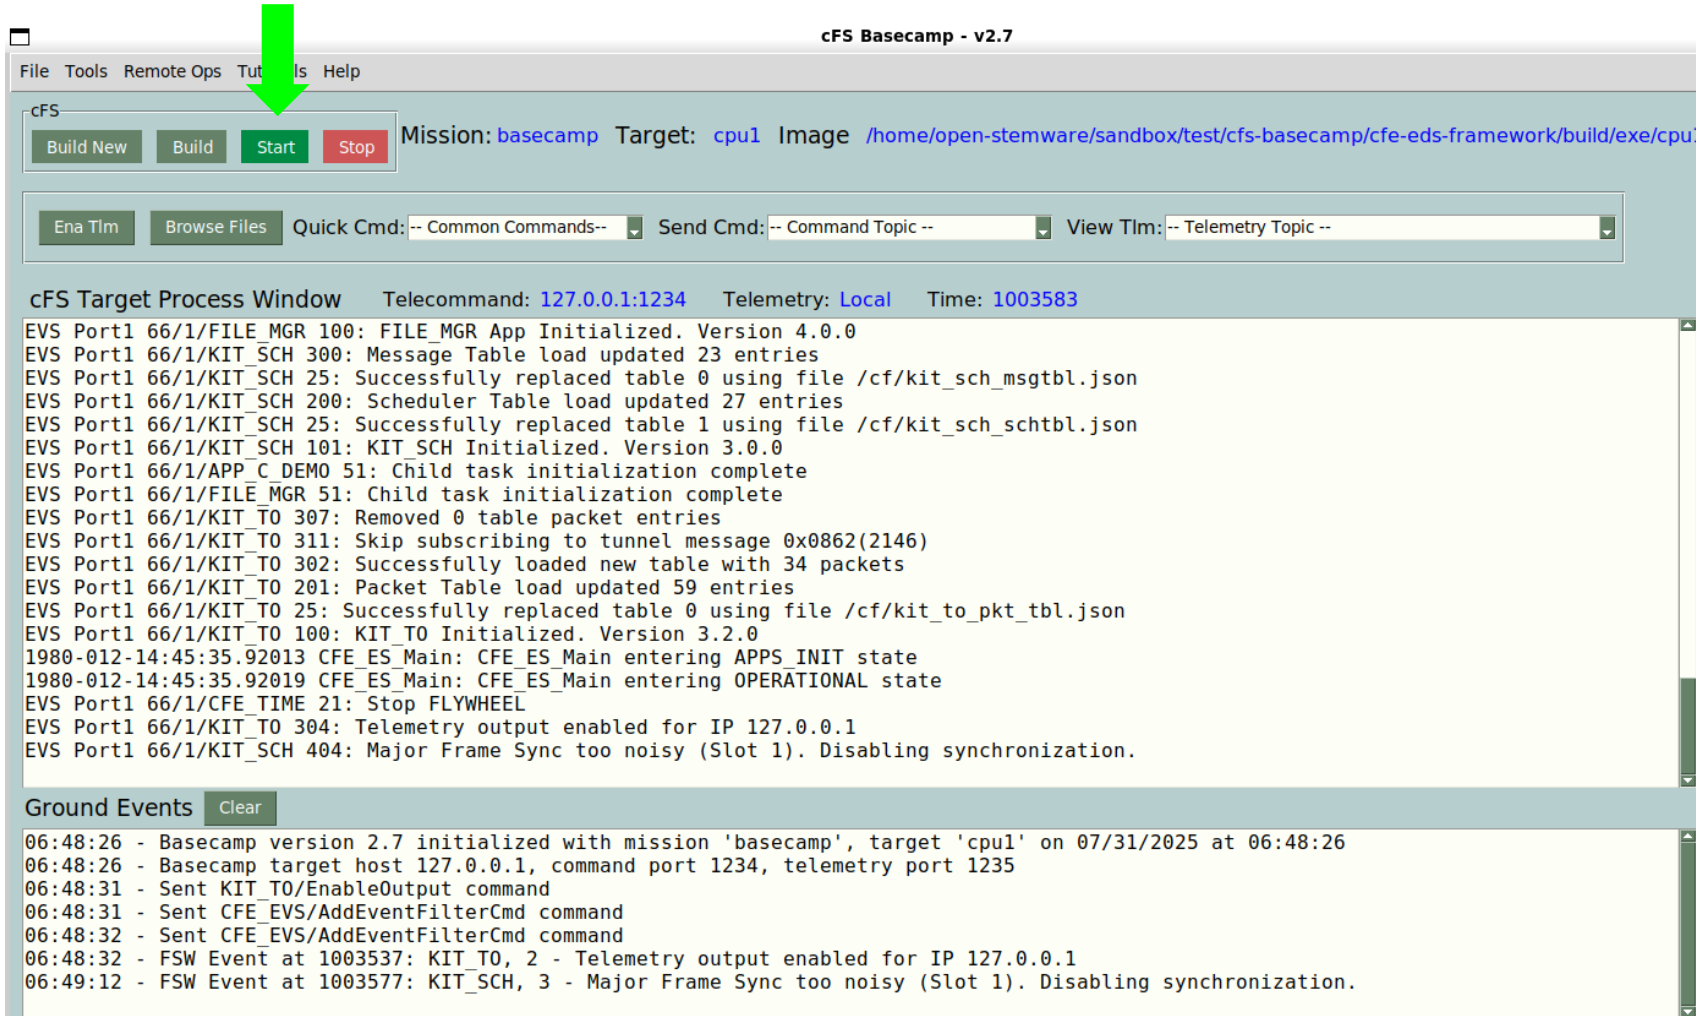 cFS Basecamp - v2.7
File Tools Remote Ops Help
cFS
Build New Build Start Stop Mission: basecamp Target: cpu1 Image /home/open-stemware/sandbox/test/cfs-basecamp/cfe-eds-framework/build/exe/cpu1
Ena Tlm Browse Files Quick Cmd: -- Common Commands-- Send Cmd: -- Command Topic -- View Tlm: -- Telemetry Topic --
cFS Target Process Window Telecommand: 127.0.0.1:1234 Telemetry: Local Time: 1003583
EVS Port1 66/1/FILE_MGR 100: FILE_MGR App Initialized. Version 4.0.0
EVS Port1 66/1/KIT_SCH 300: Message Table load updated 23 entries
EVS Port1 66/1/KIT_SCH 25: Successfully replaced table 0 using file /cf/kit_sch_msgtbl.json
EVS Port1 66/1/KIT_SCH 200: Scheduler Table load updated 27 entries
EVS Port1 66/1/KIT_SCH 25: Successfully replaced table 1 using file /cf/kit_sch_schtbl.json
EVS Port1 66/1/KIT_SCH 101: KIT_SCH Initialized. Version 3.0.0
EVS Port1 66/1/APP_C_DEMO 51: Child task initialization complete
EVS Port1 66/1/FILE_MGR 51: Child task initialization complete
EVS Port1 66/1/KIT_TO 307: Removed 0 table packet entries
EVS Port1 66/1/KIT_TO 311: Skip subscribing to tunnel message 0x0862(2146)
EVS Port1 66/1/KIT_TO 302: Successfully loaded new table with 34 packets
EVS Port1 66/1/KIT_TO 201: Packet Table load updated 59 entries
EVS Port1 66/1/KIT_TO 25: Successfully replaced table 0 using file /cf/kit_to_pkt_tbl.json
EVS Port1 66/1/KIT_TO 100: KIT_TO Initialized. Version 3.2.0
1980-012-14:45:35.92013 CFE_ES_Main: CFE_ES_Main entering APPS_INIT state
1980-012-14:45:35.92019 CFE_ES_Main: CFE_ES_Main entering OPERATIONAL state
EVS Port1 66/1/CFE_TIME 21: Stop FLYWHEEL
EVS Port1 66/1/KIT_TO 304: Telemetry output enabled for IP 127.0.0.1
EVS Port1 66/1/KIT_SCH 404: Major Frame Sync too noisy (Slot 1). Disabling synchronization.
Ground Events Clear
06:48:26 - Basecamp version 2.7 initialized with mission 'basecamp', target 'cpu1' on 07/31/2025 at 06:48:26
06:48:26 - Basecamp target host 127.0.0.1, command port 1234, telemetry port 1235
06:48:31 - Sent KIT_TO/EnableOutput command
06:48:31 - Sent CFE_EVS/AddEventFilterCmd command
06:48:32 - Sent CFE_EVS/AddEventFilterCmd command
06:48:32 - FSW Event at 1003537: KIT_TO, 2 - Telemetry output enabled for IP 127.0.0.1
06:49:12 - FSW Event at 1003577: KIT_SCH, 3 - Major Frame Sync too noisy (Slot 1). Disabling synchronization.